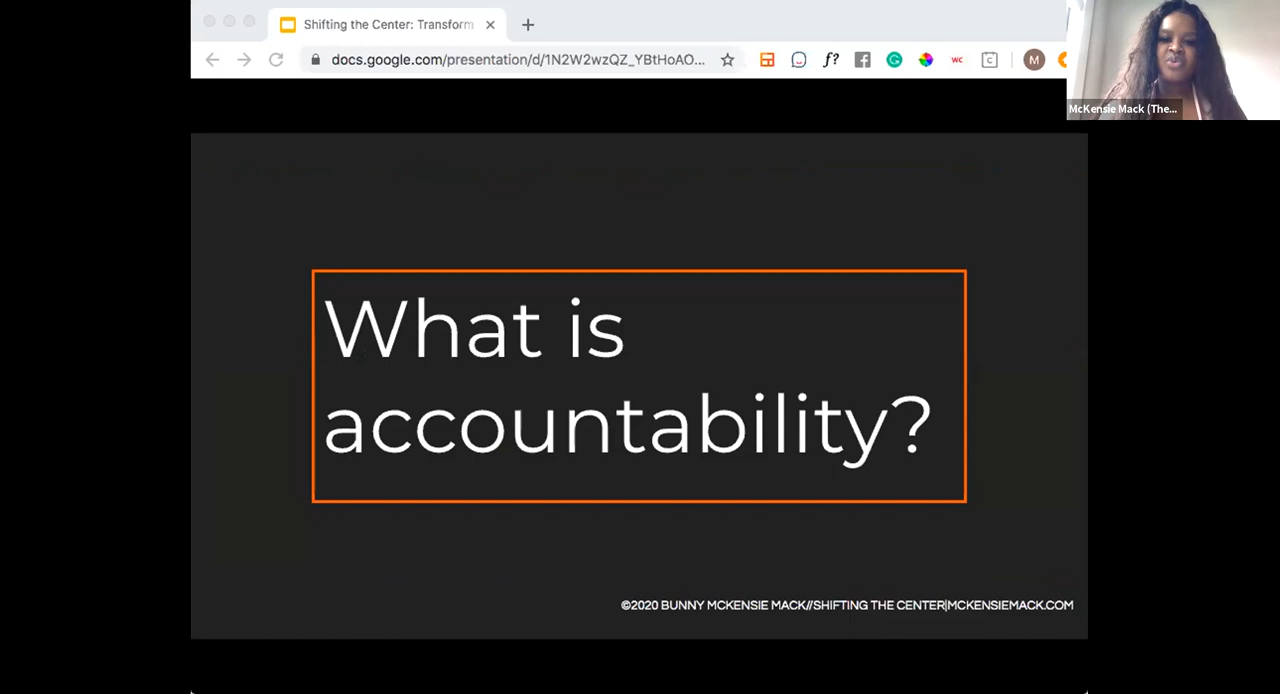 Shifting the Center: Transform
docs.google.com/presentation/d/1N2W2wzQZ_YBtHoAO...
f?
WC
C
M
McKensie Mack (The...
What is
accountability?
©2020 BUNNY MCKENSIE MACK//SHIFTING THE CENTER|MCKENSIEMACK.COM